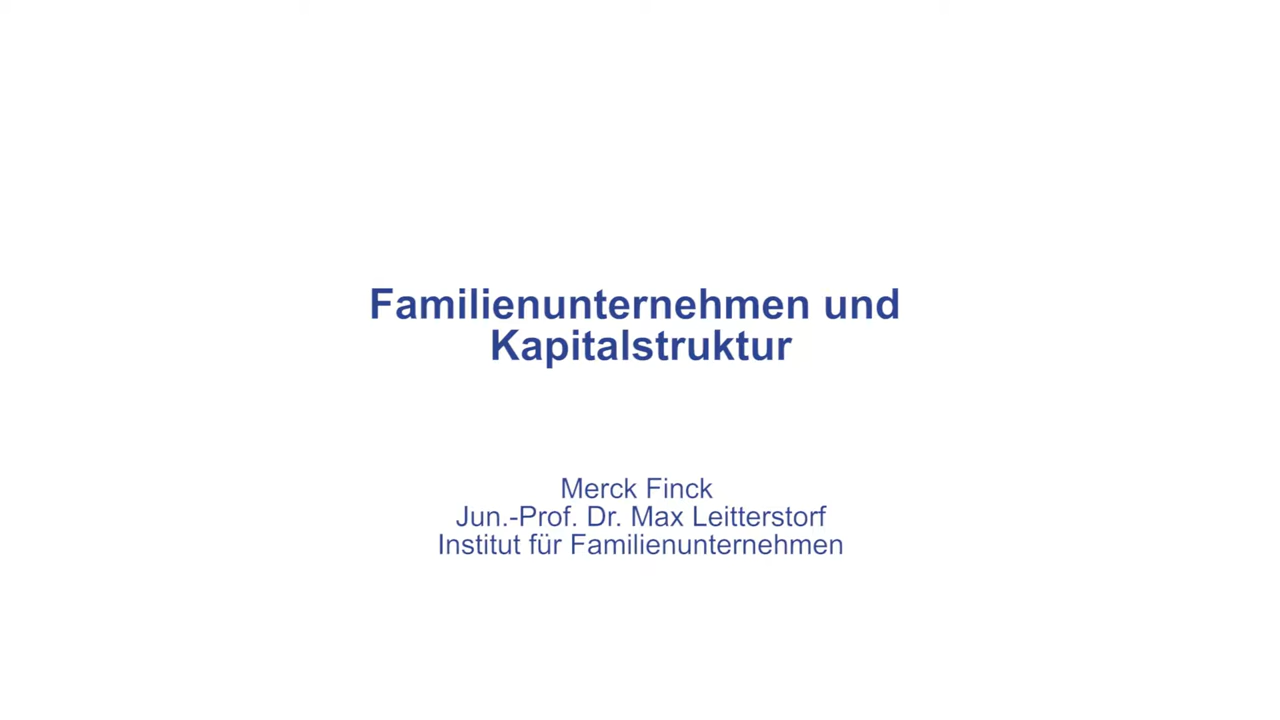 Familienunternehmen und
Kapitalstruktur
Merck Finck
Jun.-Prof. Dr. Max Leitterstorf
Institut für Familienunternehmen